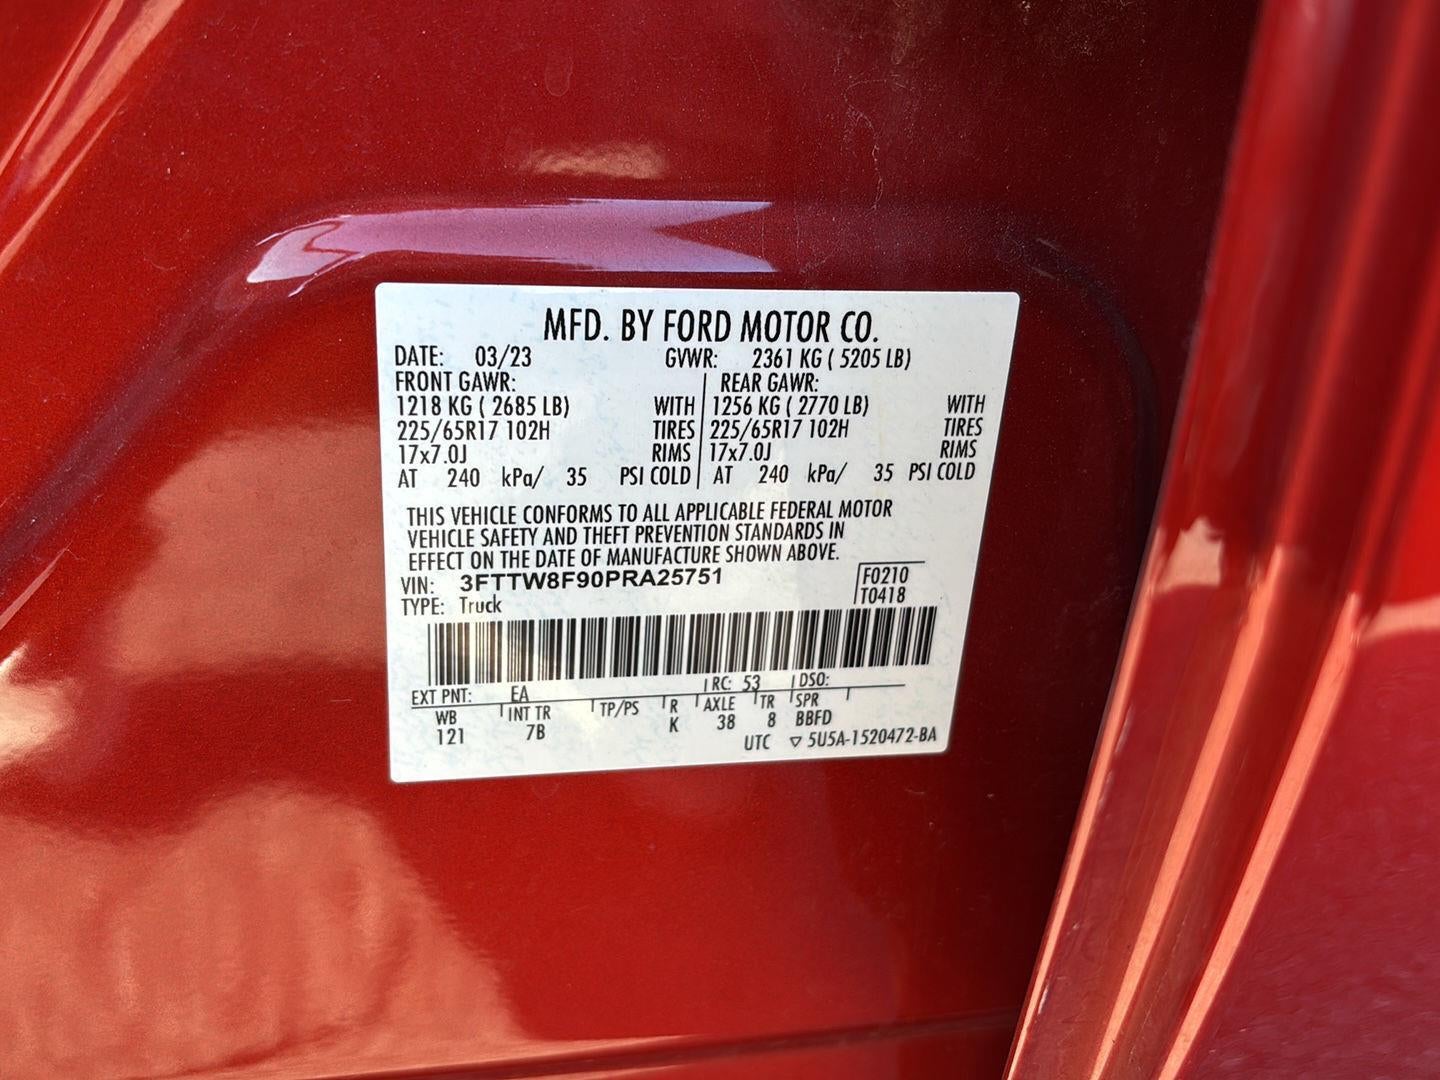 MFD. BY FORD MOTOR CO.
DATE: 03/23 GVWR: 2361 KG ( 5205 LB)
FRONT GAWR: REAR GAWR:
1218 KG ( 2685 LB) WITH 1256 KG ( 2770 LB) WITH
225/65R17 102H TIRES 225/65R17 102H TIRES
17x7.0J RIMS 17x7.0J RIMS
AT 240 kPa/ 35 PSI COLD AT 240 kPa/ 35 PSI COLD
THIS VEHICLE CONFORMS TO ALL APPLICABLE FEDERAL MOTOR
VEHICLE SAFETY AND THEFT PREVENTION STANDARDS IN
EFFECT ON THE DATE OF MANUFACTURE SHOWN ABOVE.
VIN: 3FTTW8F90PRA25751 F0210
TYPE: Truck T0418
EXT PNT: EA RC: 53 DSO:
WB INT TR TP/PS R AXLE TR SPR
121 7B K 38 8 BBFD
UTC ▽ 5U5A-1520472-BA